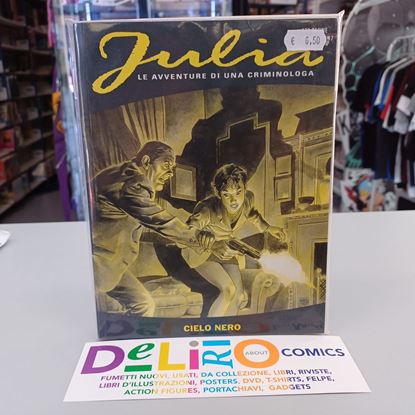 Julia
€ 6,50
LE AVVENTURE DI UNA CRIMINOLOGA
CIELO NERO
DeLiRiO ABOUT COMICS
FUMETTI NUOVI, USATI, DA COLLEZIONE, LIBRI, RIVISTE,
LIBRI D'ILLUSTRAZIONI, POSTERS, DVD, T-SHIRTS, FELPE,
ACTION FIGURES, PORTACHIAVI, GADGETS